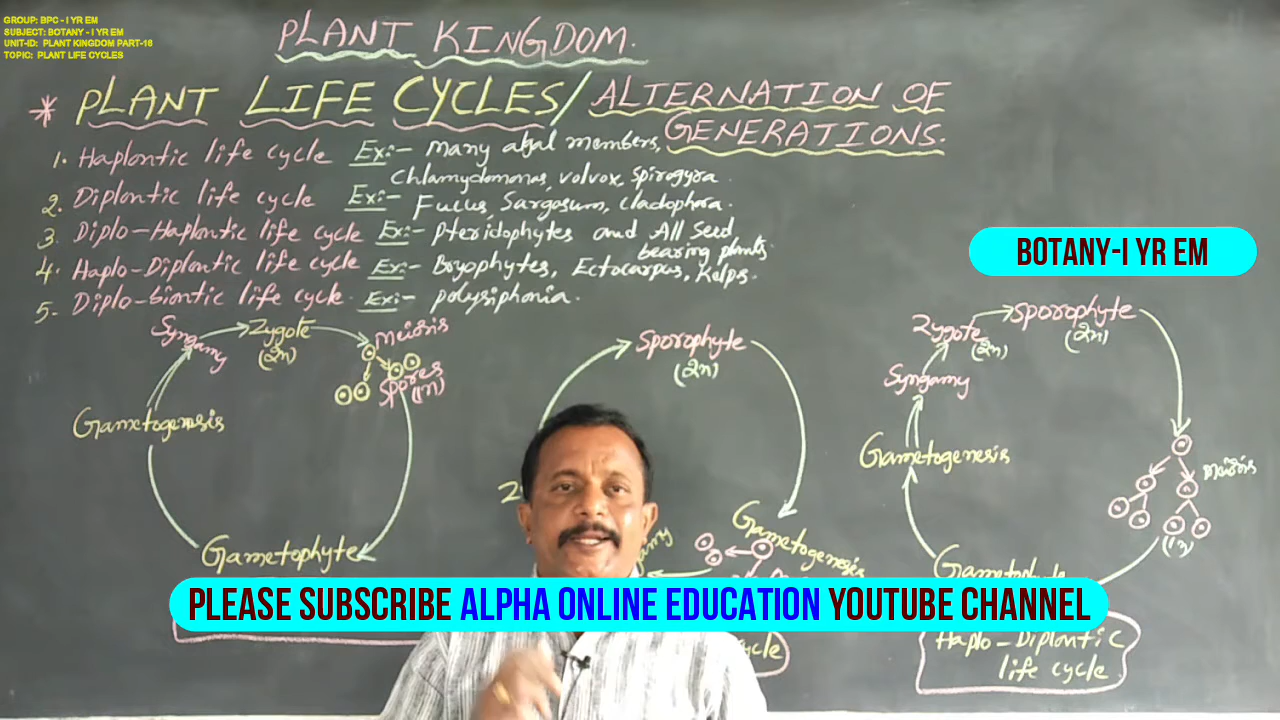 GROUP: BPC - I YR EM
SUBJECT: BOTANY - I YR EM
UNIT-ID: PLANT KINGDOM PART-16
TOPIC: PLANT LIFE CYCLES
PLANT KINGDOM.
* PLANT LIFE CYCLES/ ALTERNATION OF
GENERATIONS.
1. Haplontic life cycle Ex:- Many algal members,
Chlamydomonas, volvox, spirogyra.
2. Diplontic life cycle Ex:- Fucus, Sargasum, cladophora.
3. Diplo-Haplontic life cycle Ex:- Pteridophytes and All Seed
bearing plants.
4. Haplo-Diplontic life cycle Ex:- Bryophytes, Ectocarpus, Kelps.
5. Diplo-biontic life cycle. Ex:- polysiphonia.
BOTANY-I YR EM
Syngamy
Zygote
(2n)
meiosis
Spores
(1n)
Gametogenesis
Gametophyte
Sporophyte
(2n)
Gametogenesis
Zygote
(2n)
Sporophyte
(2n)
Syngamy
Gametogenesis
meiosis
(1n)
Gametophyte
PLEASE SUBSCRIBE ALPHA ONLINE EDUCATION YOUTUBE CHANNEL
cycle
Haplo-Diplontic
life cycle.